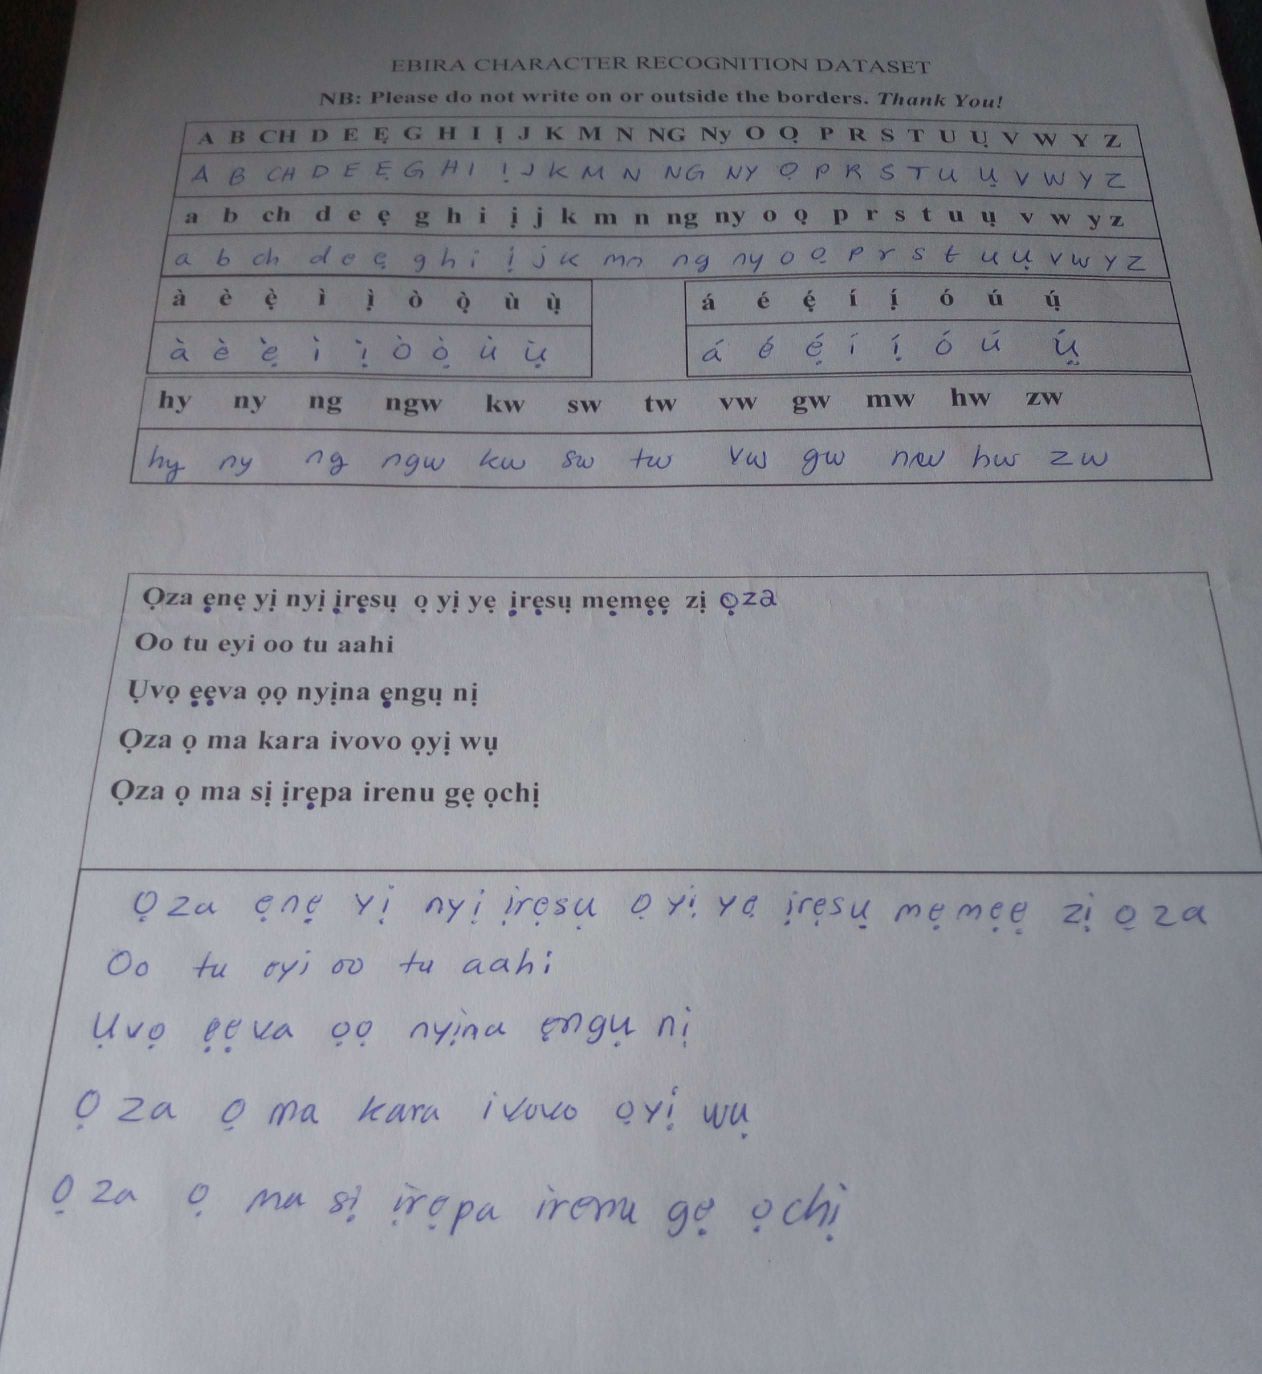 EBIRA CHARACTER RECOGNITION DATASET
NB: Please do not write on or outside the borders. Thank You!
A B CH D E Ẹ G H I Ị J K M N NG Ny O Ọ P R S T U Ụ V W Y Z
A B CH D E Ẹ G H I Ị J K M N NG NY Ọ P R S T U Ụ V W Y Z
a b ch d e ẹ g h i ị j k m n ng ny o ọ p r s t u ụ v w y z
a b ch d e ẹ g h i ị j k m n ng ny o ọ p r s t u ụ v w y z
à è ẹ̀ ì ị̀ ò ọ̀ ù ụ̀ á é ẹ́ í ị́ ó ú ụ́
à è ẹ̀ ì ị̀ ò ọ̀ ù ụ̀ á é ẹ́ í ị́ ó ú ụ́
hy ny ng ngw kw sw tw vw gw mw hw zw
hy ny ng ngw kw sw tw vw gw hw zw
Ọza ẹnẹ yị nyị ịrẹsụ ọ yị yẹ ịrẹsụ mẹmẹẹ zị ọza
Oo tu eyi oo tu aahi
Ụvọ ẹẹva ọọ nyịna ẹngụ nị
Ọza ọ ma kara ivovo ọyị wụ
Ọza ọ ma sị ịrẹpa irenu gẹ ọchị
Ọza ẹnẹ yị nyị ịrẹsụ ọ yị yẹ ịrẹsụ mẹmẹẹ zị ọza
Oo tu eyi oo tu aahi
Ụvọ ẹẹva ọọ nyịna ẹngụ nị
Ọza ọ ma kara ivovo ọyị wụ
Ọza ọ ma sị ịrẹpa irenu gẹ ọchị